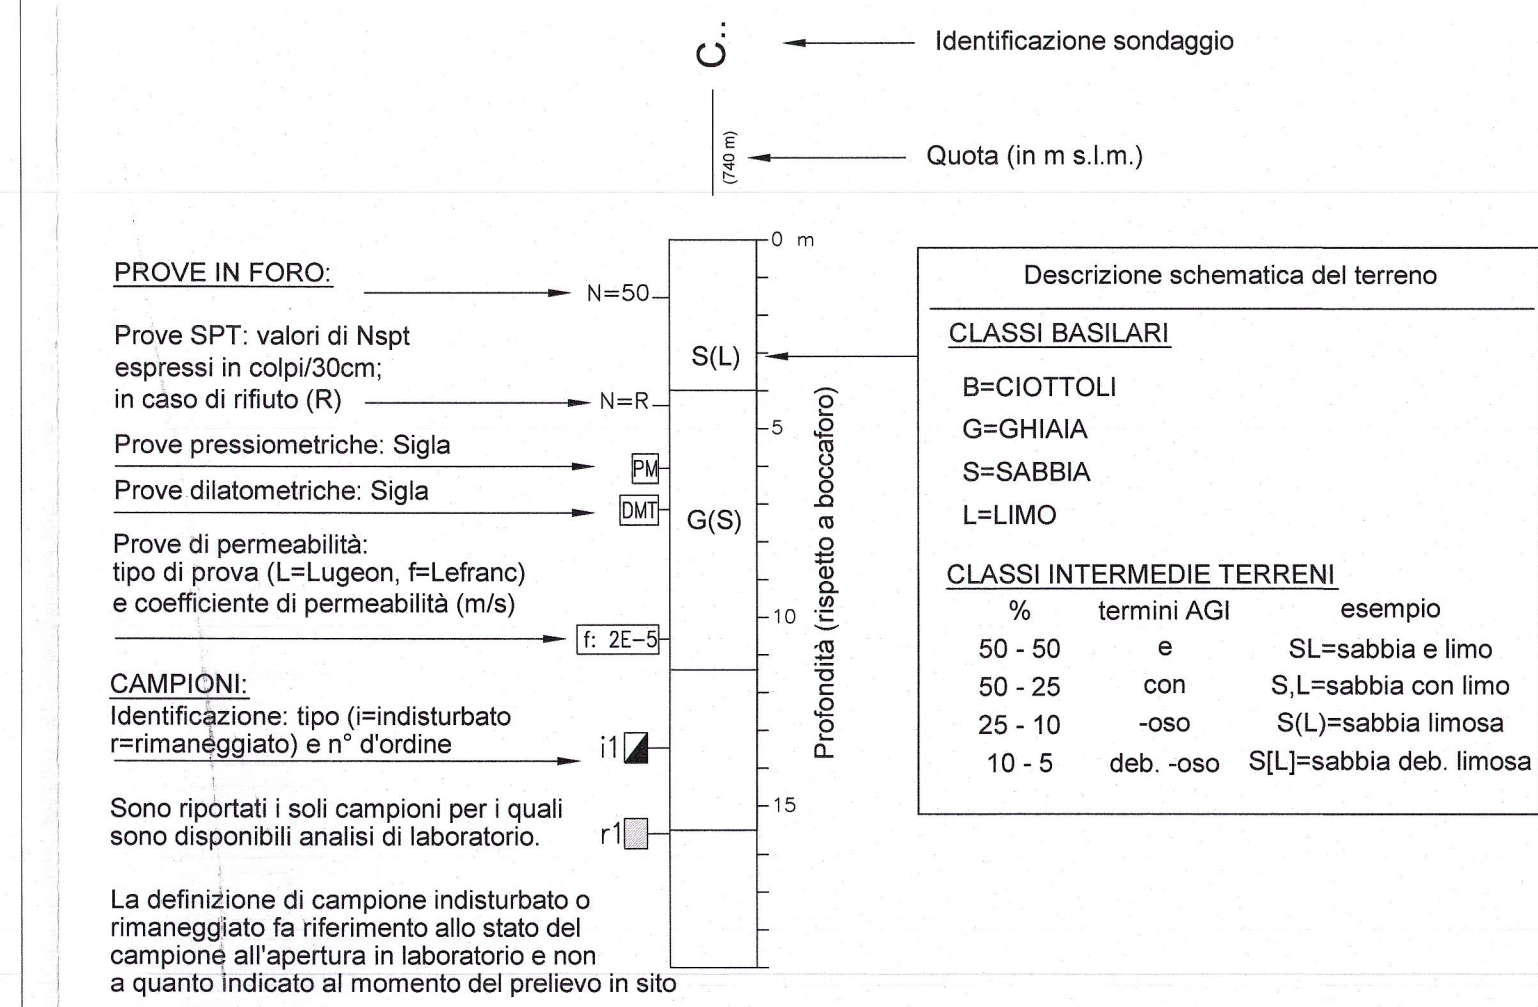 C..
Identificazione sondaggio
(740 m)
Quota (in m s.l.m.)
0 m
5
10
15
Profondità (rispetto a boccaforo)
S(L)
G(S)
PROVE IN FORO:
N=50
Prove SPT: valori di Nspt
espressi in colpi/30cm;
in caso di rifiuto (R)
N=R
Prove pressiometriche: Sigla
PM
Prove dilatometriche: Sigla
DMT
Prove di permeabilità:
tipo di prova (L=Lugeon, f=Lefranc)
e coefficiente di permeabilità (m/s)
f: 2E-5
CAMPIONI:
Identificazione: tipo (i=indisturbato
r=rimaneggiato) e n° d'ordine
i1
Sono riportati i soli campioni per i quali
sono disponibili analisi di laboratorio.
r1
La definizione di campione indisturbato o
rimaneggiato fa riferimento allo stato del
campione all'apertura in laboratorio e non
a quanto indicato al momento del prelievo in sito
Descrizione schematica del terreno
CLASSI BASILARI
B=CIOTTOLI
G=GHIAIA
S=SABBIA
L=LIMO
CLASSI INTERMEDIE TERRENI
% termini AGI esempio
50 - 50 e SL=sabbia e limo
50 - 25 con S,L=sabbia con limo
25 - 10 -oso S(L)=sabbia limosa
10 - 5 deb. -oso S[L]=sabbia deb. limosa